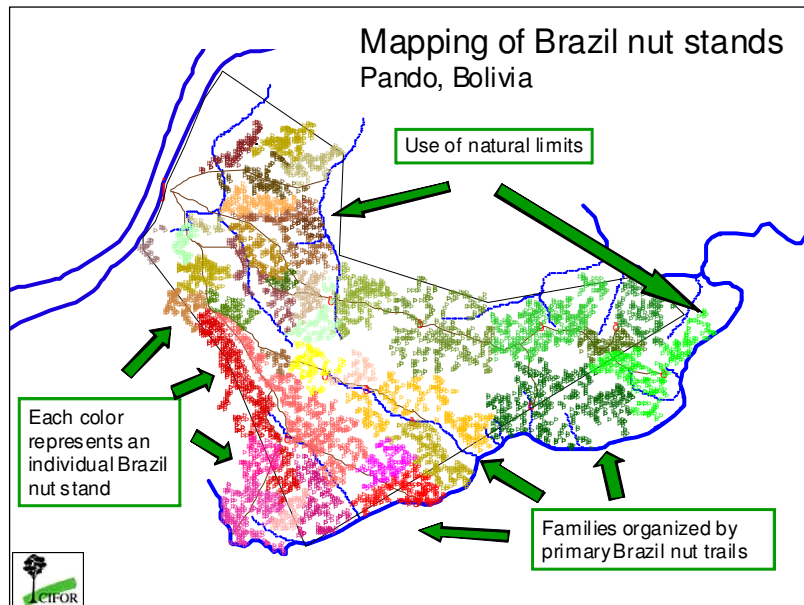 Mapping of Brazil nut stands
Pando, Bolivia
Use of natural limits
Each color
represents an
individual Brazil
nut stand
Families organized by
primary Brazil nut trails
CIFOR